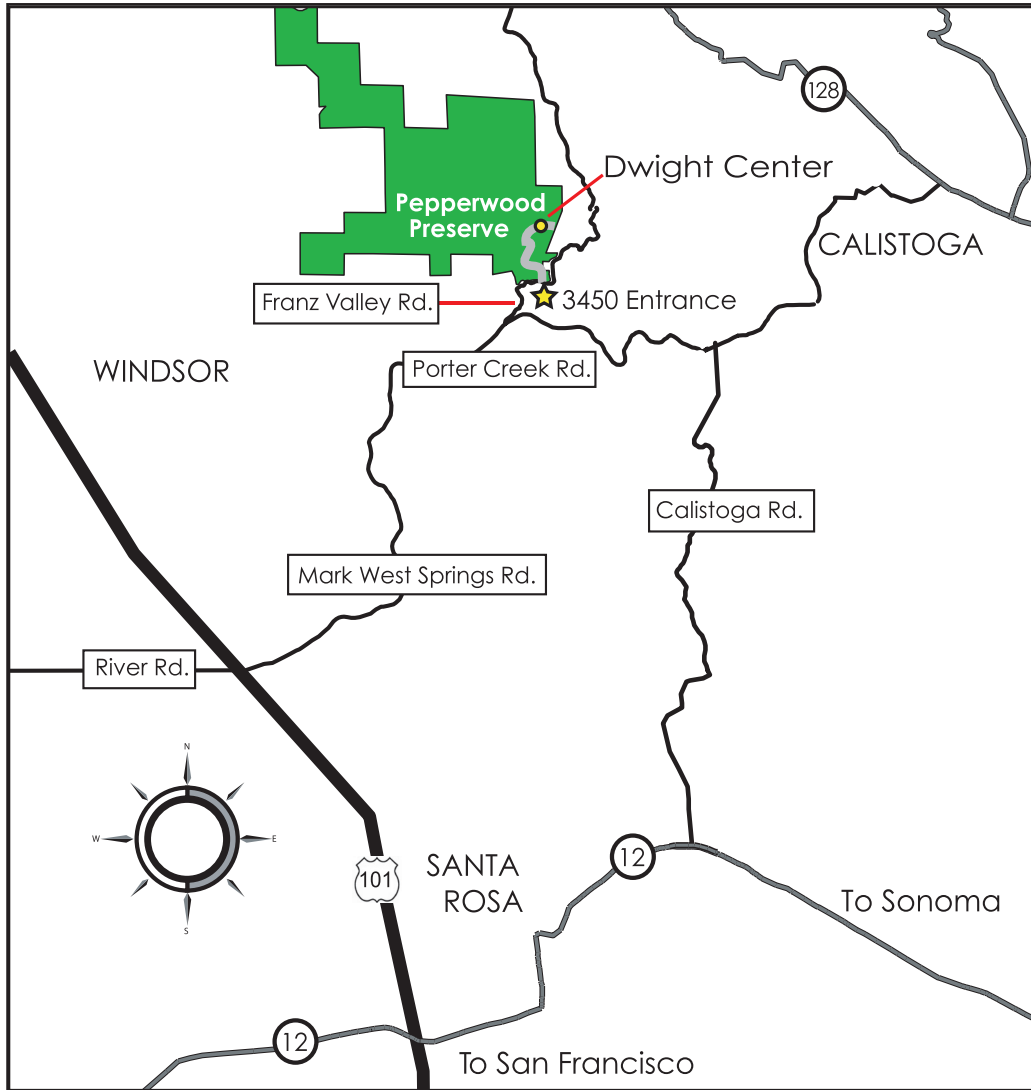 128
Dwight Center
Pepperwood
Preserve
CALISTOGA
Franz Valley Rd.
3450 Entrance
WINDSOR
Porter Creek Rd.
Calistoga Rd.
Mark West Springs Rd.
River Rd.
N
W
E
S
101
SANTA
ROSA
12
To Sonoma
12
To San Francisco